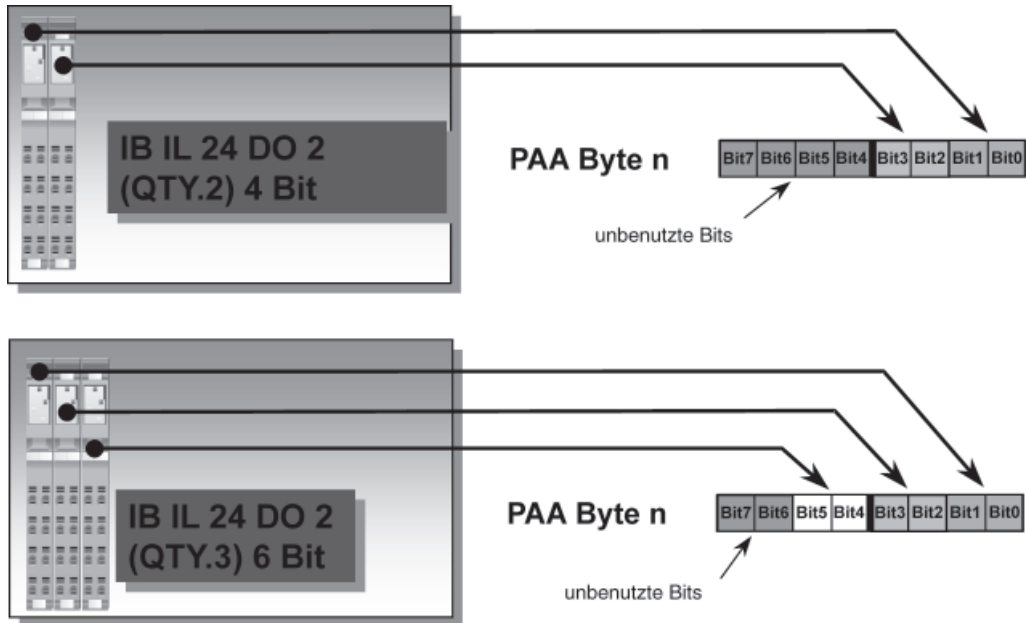 IB IL 24 DO 2
(QTY.2) 4 Bit
PAA Byte n
Bit7 Bit6 Bit5 Bit4 Bit3 Bit2 Bit1 Bit0
unbenutzte Bits
IB IL 24 DO 2
(QTY.3) 6 Bit
PAA Byte n
Bit7 Bit6 Bit5 Bit4 Bit3 Bit2 Bit1 Bit0
unbenutzte Bits